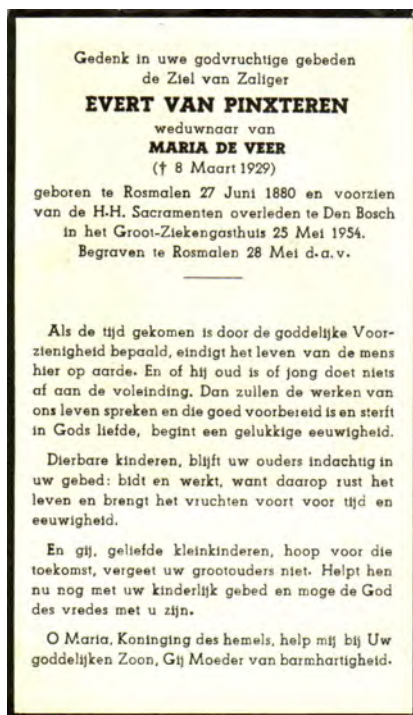 Gedenk in uwe godvruchtige gebeden
de Ziel van Zaliger
EVERT VAN PINXTEREN
weduwnaar van
MARIA DE VEER
(† 8 Maart 1929)
geboren te Rosmalen 27 Juni 1880 en voorzien
van de H.H. Sacramenten overleden te Den Bosch
in het Groot-Ziekengasthuis 25 Mei 1954.
Begraven te Rosmalen 28 Mei d.a.v.
Als de tijd gekomen is door de goddelijke Voor-
zienigheid bepaald, eindigt het leven van de mens
hier op aarde. En of hij oud is of jong doet niets
af aan de voleinding. Dan zullen de werken van
ons leven spreken en die goed voorbereid is en sterft
in Gods liefde, begint een gelukkige eeuwigheid.
Dierbare kinderen, blijft uw ouders indachtig in
uw gebed: bidt en werkt, want daarop rust het
leven en brengt het vruchten voort voor tijd en
eeuwigheid.
En gij, geliefde kleinkinderen, hoop voor die
toekomst, vergeet uw grootouders niet. Helpt hen
nu nog met uw kinderlijk gebed en moge de God
des vredes met u zijn.
O Maria, Koninging des hemels, help mij bij Uw
goddelijken Zoon, Gij Moeder van barmhartigheid.